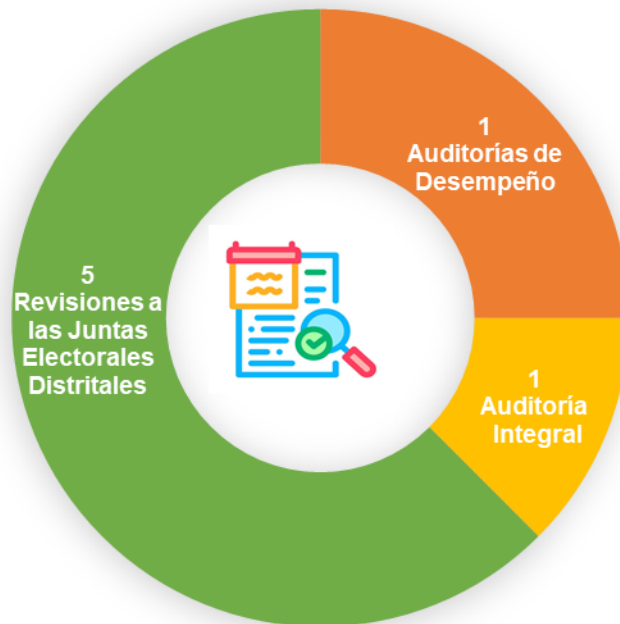 1
Auditorías de
Desempeño
5
Revisiones a
las Juntas
Electorales
Distritales
1
Auditoría
Integral